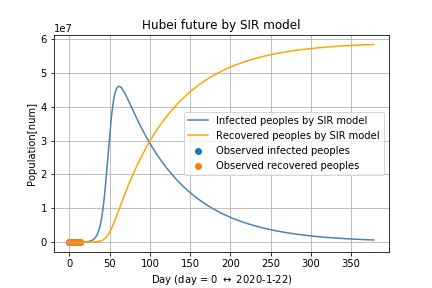 Hubei future by SIR model
1e7
6
5
4
3
2
1
0
Population[num]
Infected peoples by SIR model
Recovered peoples by SIR model
Observed infected peoples
Observed recovered peoples
0 50 100 150 200 250 300 350
Day (day = 0 ↔ 2020-1-22)